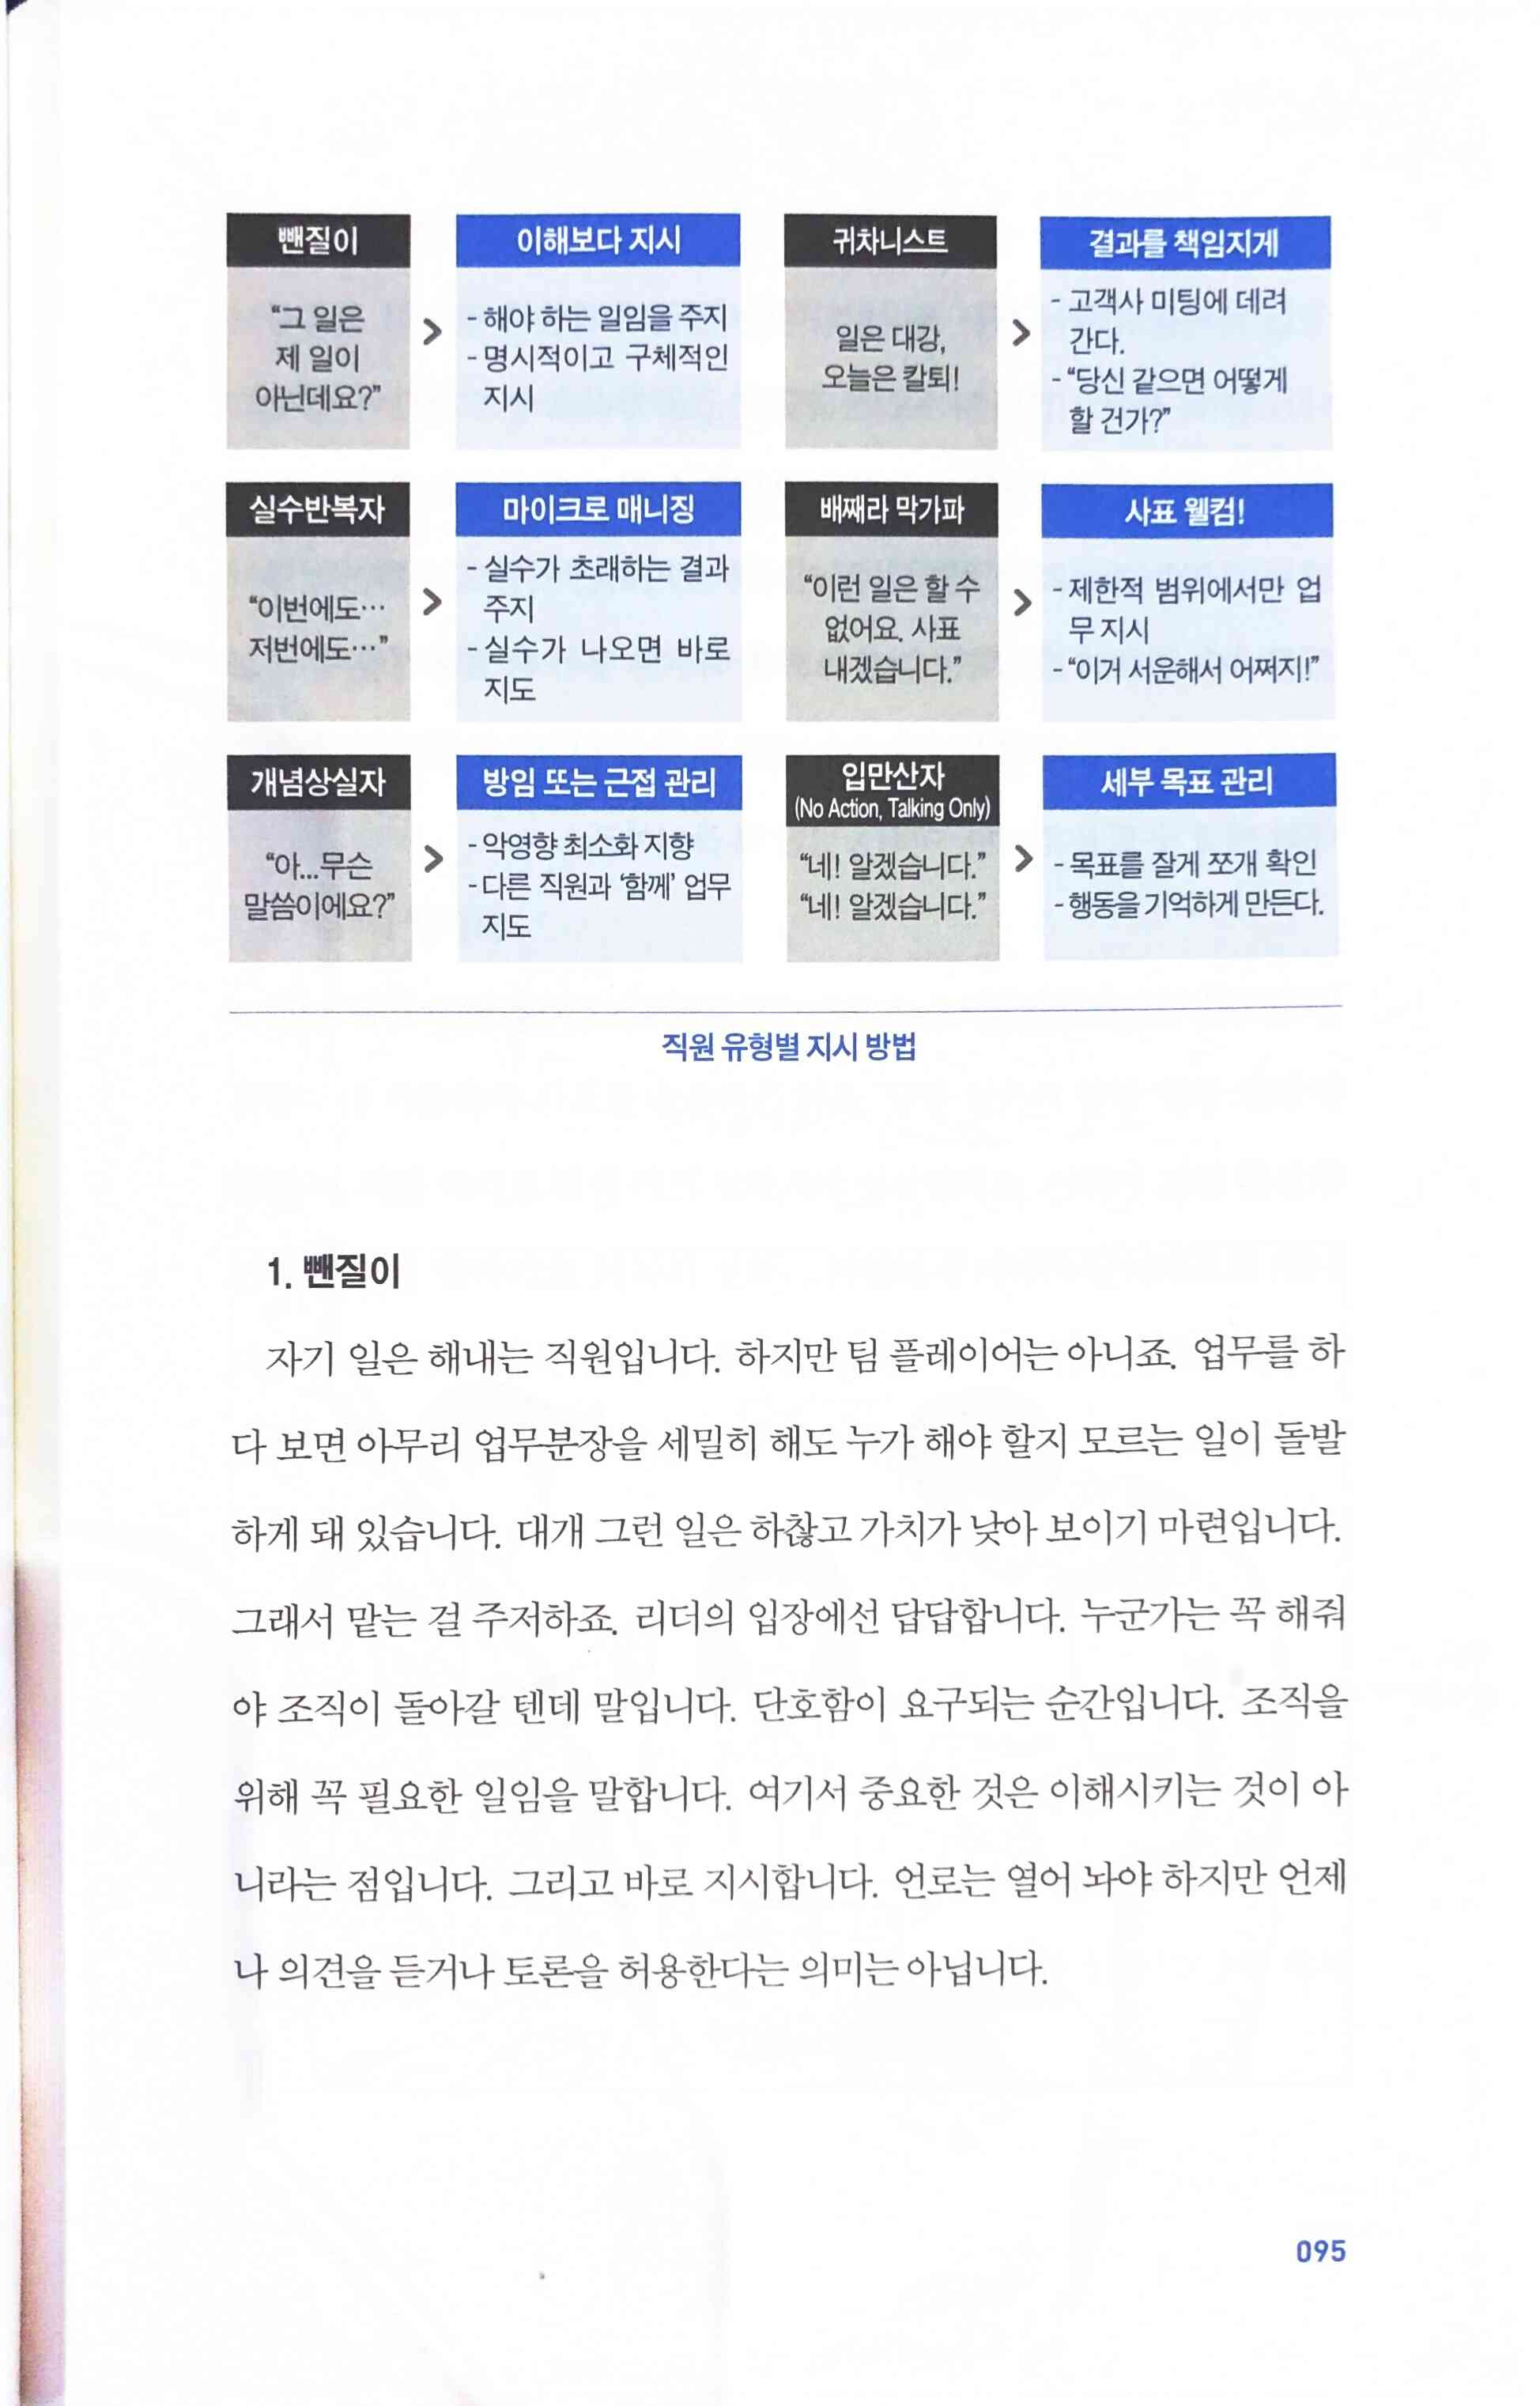 뺀질이
"그 일은
제 일이
아닌데요?"
>
이해보다 지시
- 해야 하는 일임을 주지
- 명시적이고 구체적인
지시
귀차니스트
일은 대강,
오늘은 칼퇴!
>
결과를 책임지게
- 고객사 미팅에 데려
간다.
- "당신 같으면 어떻게
할 건가?"
실수반복자
"이번에도…
저번에도…"
>
마이크로 매니징
- 실수가 초래하는 결과
주지
- 실수가 나오면 바로
지도
배째라 막가파
"이런 일은 할 수
없어요. 사표
내겠습니다."
>
사표 웰컴!
- 제한적 범위에서만 업
무 지시
- "이거 서운해서 어쩌지!"
개념상실자
"아...무슨
말씀이에요?"
>
방임 또는 근접 관리
- 악영향 최소화 지향
- 다른 직원과 '함께' 업무
지도
입만산자
(No Action, Talking Only)
"네! 알겠습니다."
"네! 알겠습니다."
>
세부 목표 관리
- 목표를 잘게 쪼개 확인
- 행동을 기억하게 만든다.
직원 유형별 지시 방법
1. 뺀질이
자기 일은 해내는 직원입니다. 하지만 팀 플레이어는 아니죠. 업무를 하
다 보면 아무리 업무분장을 세밀히 해도 누가 해야 할지 모르는 일이 돌발
하게 돼 있습니다. 대개 그런 일은 하찮고 가치가 낮아 보이기 마련입니다.
그래서 맡는 걸 주저하죠. 리더의 입장에선 답답합니다. 누군가는 꼭 해줘
야 조직이 돌아갈 텐데 말입니다. 단호함이 요구되는 순간입니다. 조직을
위해 꼭 필요한 일임을 말합니다. 여기서 중요한 것은 이해시키는 것이 아
니라는 점입니다. 그리고 바로 지시합니다. 언로는 열어 놔야 하지만 언제
나 의견을 듣거나 토론을 허용한다는 의미는 아닙니다.
095